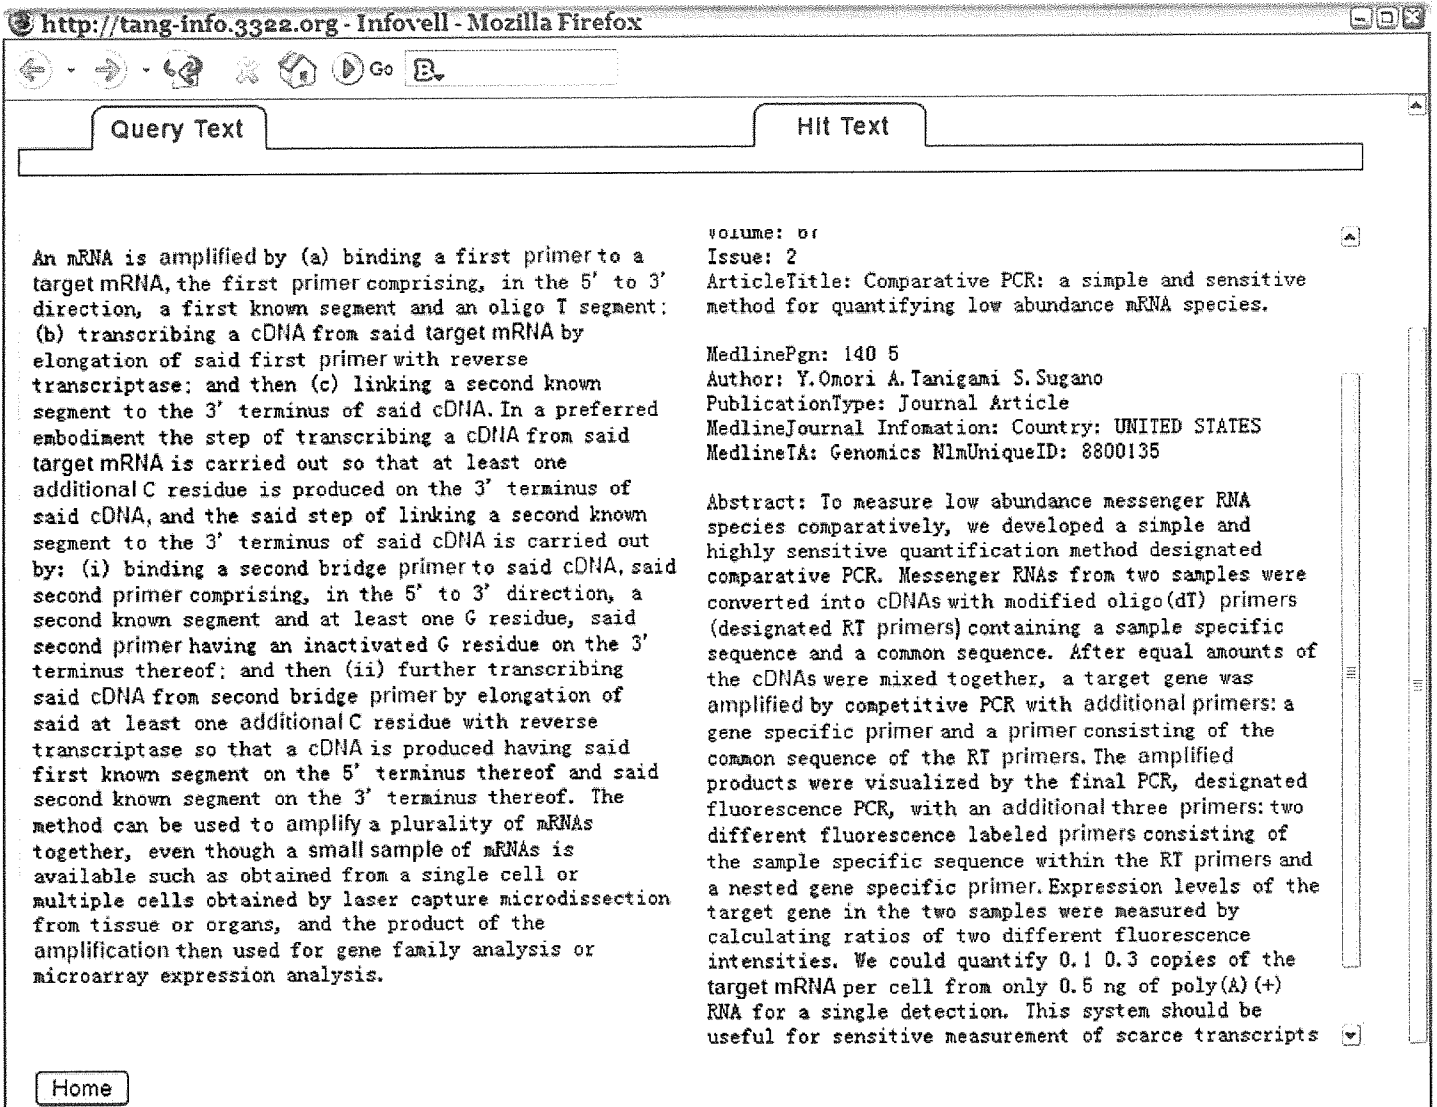 http://tang-info.3322.org - Infovell - Mozilla Firefox
Go
B
Query Text
Hit Text
An mRNA is amplified by (a) binding a first primer to a
target mRNA, the first primer comprising, in the 5' to 3'
direction, a first known segment and an oligo T segment;
(b) transcribing a cDNA from said target mRNA by
elongation of said first primer with reverse
transcriptase; and then (c) linking a second known
segment to the 3' terminus of said cDNA. In a preferred
embodiment the step of transcribing a cDNA from said
target mRNA is carried out so that at least one
additional C residue is produced on the 3' terminus of
said cDNA, and the said step of linking a second known
segment to the 3' terminus of said cDNA is carried out
by: (i) binding a second bridge primer to said cDNA, said
second primer comprising, in the 5' to 3' direction, a
second known segment and at least one G residue, said
second primer having an inactivated G residue on the 3'
terminus thereof; and then (ii) further transcribing
said cDNA from second bridge primer by elongation of
said at least one additional C residue with reverse
transcriptase so that a cDNA is produced having said
first known segment on the 5' terminus thereof and said
second known segment on the 3' terminus thereof. The
method can be used to amplify a plurality of mRNAs
together, even though a small sample of mRNAs is
available such as obtained from a single cell or
multiple cells obtained by laser capture microdissection
from tissue or organs, and the product of the
amplification then used for gene family analysis or
microarray expression analysis.
Volume:
Issue: 2
ArticleTitle: Comparative PCR: a simple and sensitive
method for quantifying low abundance mRNA species.
MedlinePgn: 140 5
Author: Y. Omori A. Tanigami S. Sugano
PublicationType: Journal Article
MedlineJournal Infomation: Country: UNITED STATES
MedlineTA: Genomics NlmUniqueID: 8800135
Abstract: To measure low abundance messenger RNA
species comparatively, we developed a simple and
highly sensitive quantification method designated
comparative PCR. Messenger RNAs from two samples were
converted into cDNAs with modified oligo(dT) primers
(designated RT primers) containing a sample specific
sequence and a common sequence. After equal amounts of
the cDNAs were mixed together, a target gene was
amplified by competitive PCR with additional primers: a
gene specific primer and a primer consisting of the
common sequence of the RT primers. The amplified
products were visualized by the final PCR, designated
fluorescence PCR, with an additional three primers: two
different fluorescence labeled primers consisting of
the sample specific sequence within the RT primers and
a nested gene specific primer. Expression levels of the
target gene in the two samples were measured by
calculating ratios of two different fluorescence
intensities. We could quantify 0.1 0.3 copies of the
target mRNA per cell from only 0.5 ng of poly(A)(+)
RNA for a single detection. This system should be
useful for sensitive measurement of scarce transcripts
Home